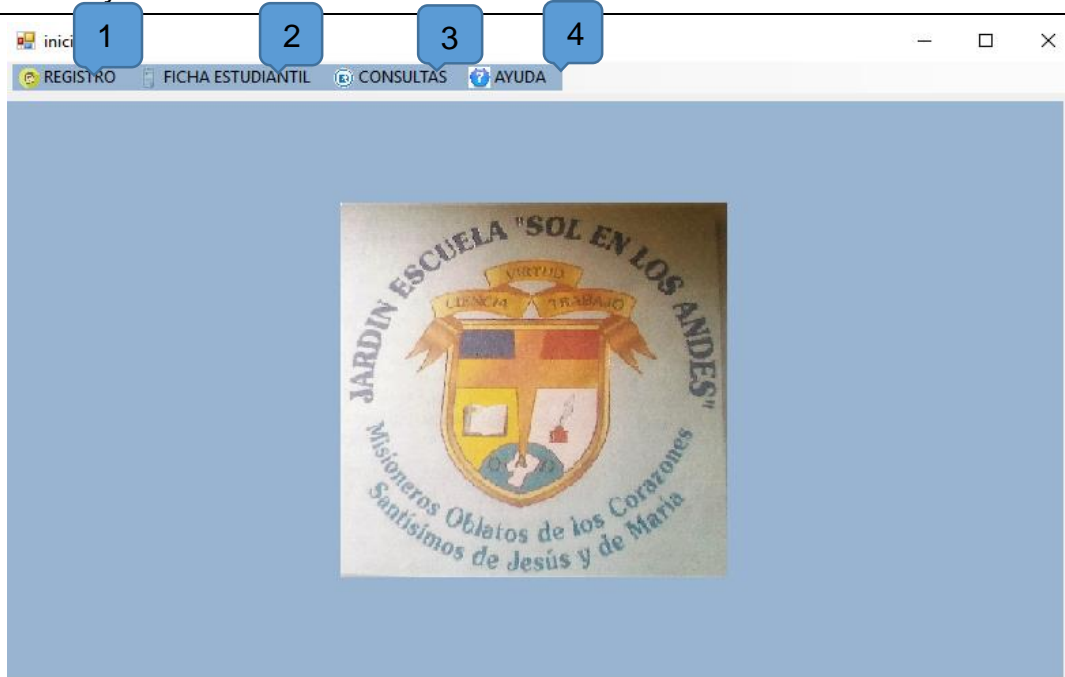 1 2 3 4
inici
REGISTRO FICHA ESTUDIANTIL CONSULTAS AYUDA
JARDIN ESCUELA "SOL EN LOS ANDES"
VIRTUD
CIENCIA TRABAJO
Misioneros Oblatos de los Corazones
Santísimos de Jesús y de María